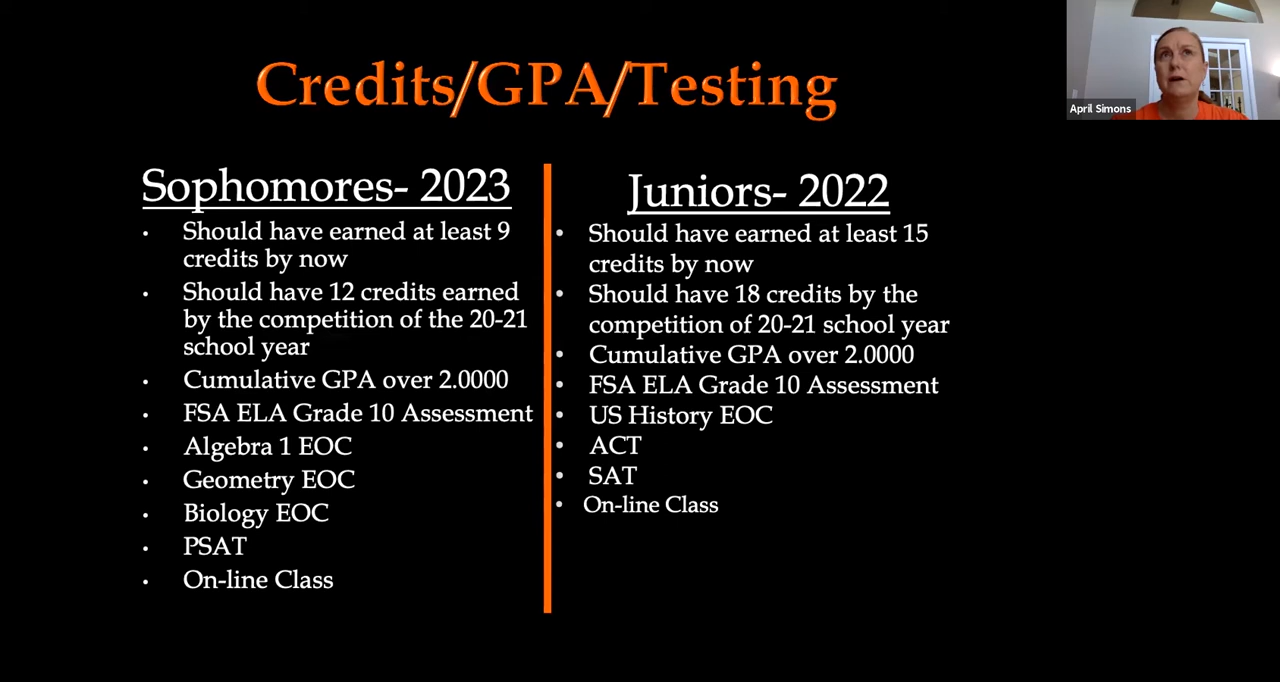 Credits/GPA/Testing
April Simons
Sophomores- 2023
Should have earned at least 9
credits by now
Should have 12 credits earned
by the competition of the 20-21
school year
Cumulative GPA over 2.0000
FSA ELA Grade 10 Assessment
Algebra 1 EOC
Geometry EOC
Biology EOC
PSAT
On-line Class
Juniors- 2022
Should have earned at least 15
credits by now
Should have 18 credits by the
competition of 20-21 school year
Cumulative GPA over 2.0000
FSA ELA Grade 10 Assessment
US History EOC
ACT
SAT
On-line Class